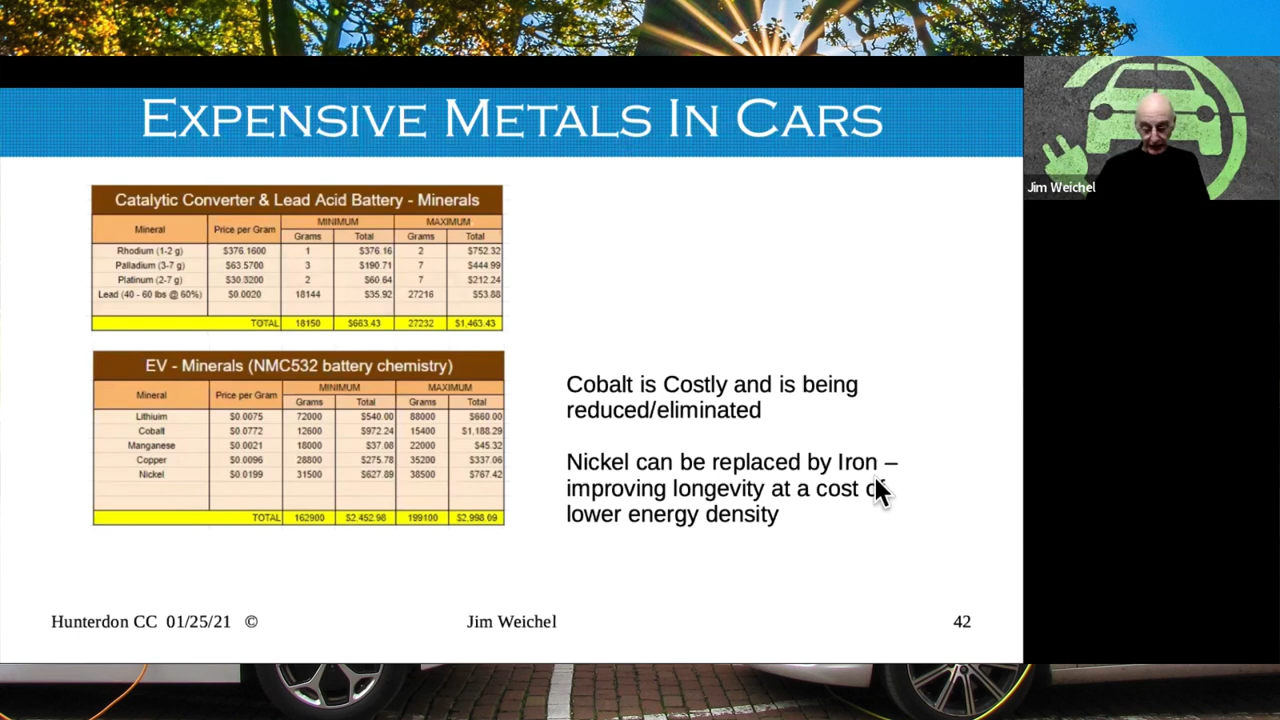 EXPENSIVE METALS IN CARS
Jim Weichel
Catalytic Converter & Lead Acid Battery - Minerals
Mineral Price per Gram MINIMUM MAXIMUM
Grams Total Grams Total
Rhodium (1-2 g) $376.1600 1 $376.16 2 $752.32
Palladium (3-7 g) $63.5700 3 $190.71 7 $444.99
Platinum (2-7 g) $30.3200 2 $60.64 7 $212.24
Lead (40 - 60 lbs @ 60%) $0.0020 18144 $35.92 27216 $53.88
TOTAL 18150 $663.43 27232 $1,463.43
EV - Minerals (NMC532 battery chemistry)
Mineral Price per Gram MINIMUM MAXIMUM
Grams Total Grams Total
Lithium $0.0075 72000 $540.00 88000 $660.00
Cobalt $0.0772 12600 $972.24 15400 $1,188.29
Manganese $0.0021 18000 $37.08 22000 $45.32
Copper $0.0096 28800 $275.78 35200 $337.06
Nickel $0.0199 31500 $627.89 38500 $767.42
TOTAL 162900 $2,452.98 199100 $2,998.09
Cobalt is Costly and is being
reduced/eliminated
Nickel can be replaced by Iron –
improving longevity at a cost of
lower energy density
Hunterdon CC 01/25/21 © Jim Weichel 42